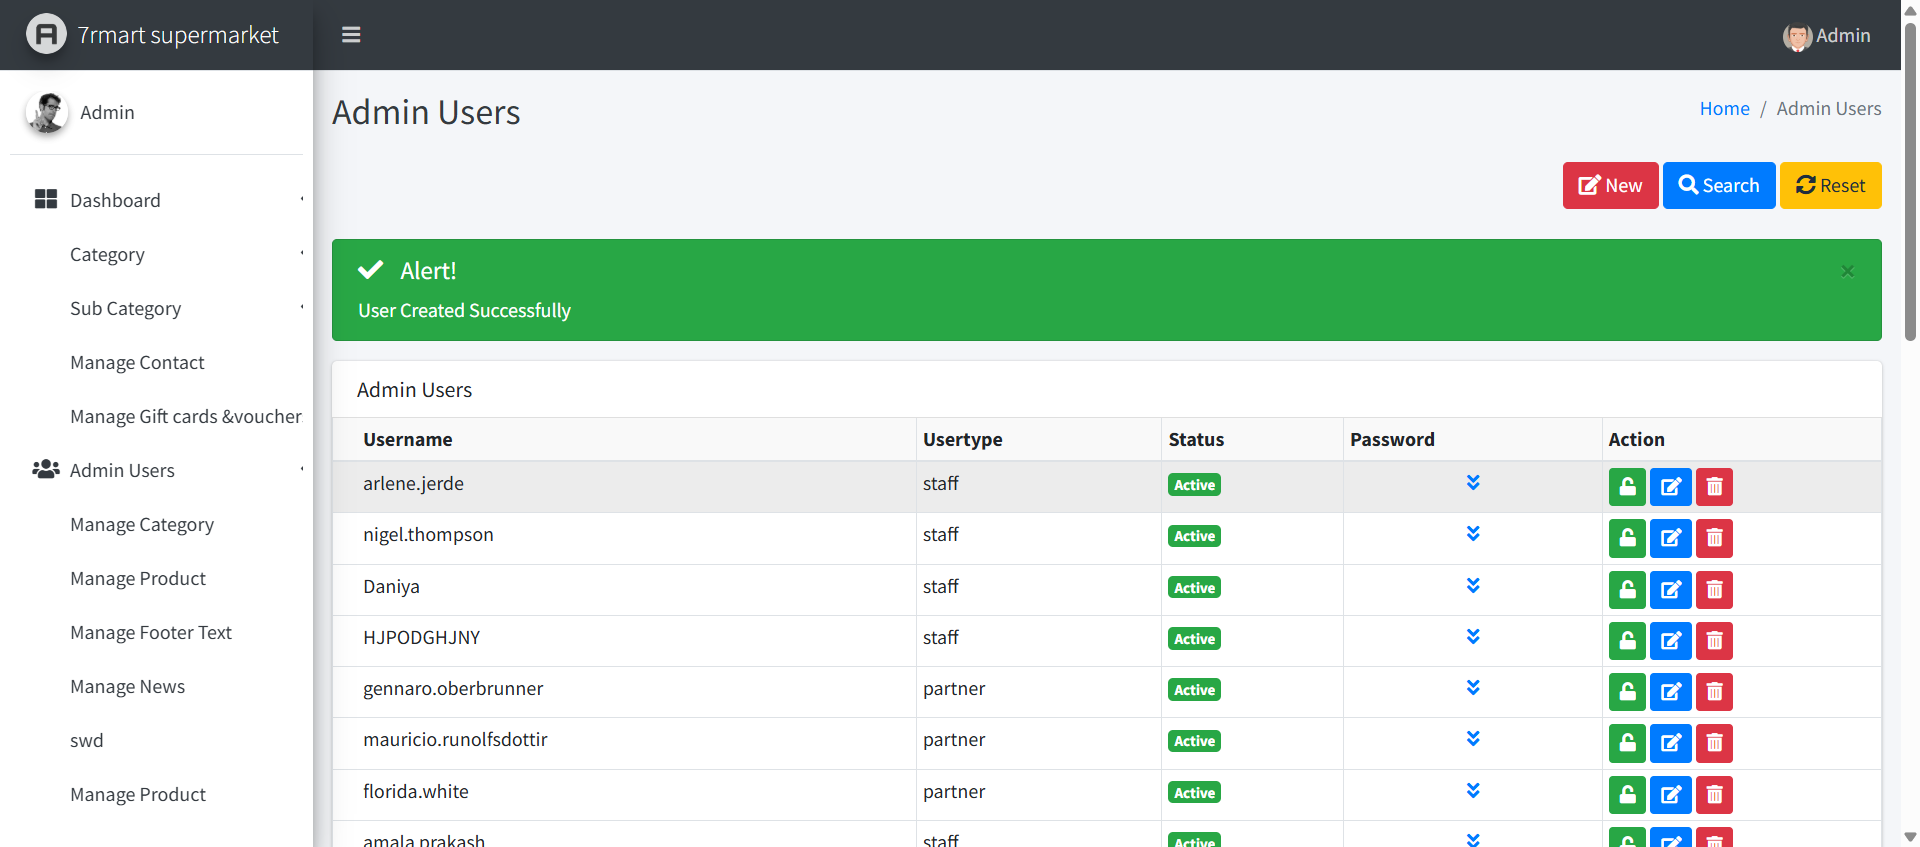 7rmart supermarket
Admin
Admin
Admin Users
Home / Admin Users
New Search Reset
Alert!
×
User Created Successfully
Dashboard
Category
Sub Category
Manage Contact
Manage Gift cards &voucher
Admin Users
Manage Category
Manage Product
Manage Footer Text
Manage News
swd
Manage Product
Admin Users
Username Usertype Status Password Action
arlene.jerde staff Active
nigel.thompson staff Active
Daniya staff Active
HJPODGHJNY staff Active
gennaro.oberbrunner partner Active
mauricio.runolfsdottir partner Active
florida.white partner Active
amala.prakash staff Active